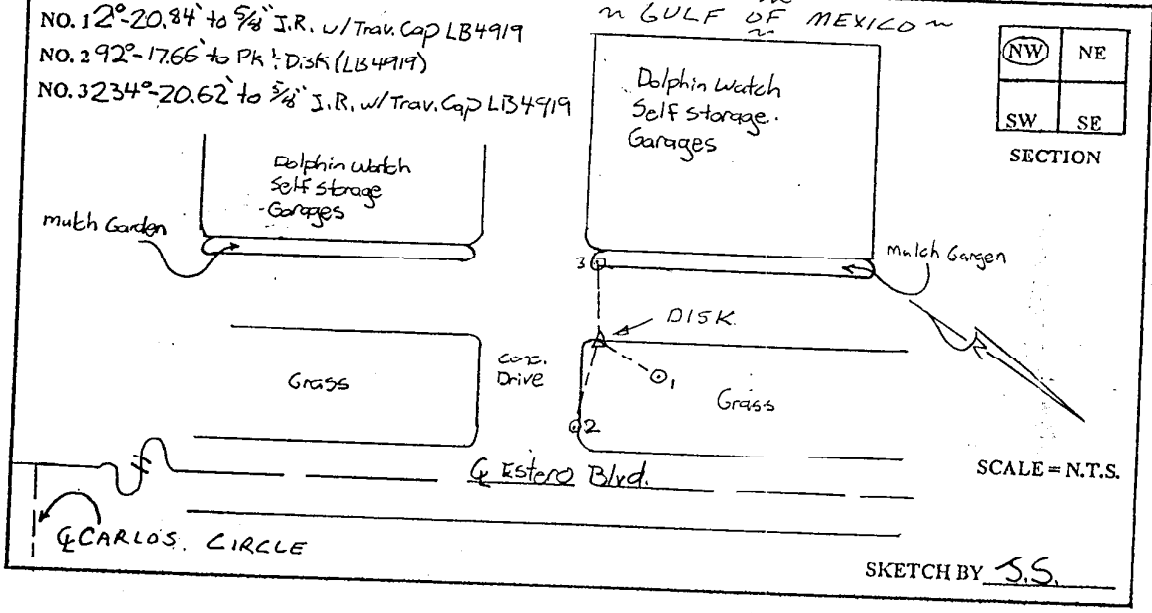 NO. 1 2°-20.84' to 5/8" I.R. w/Trav. Cap LB4919
NO. 2 92°-17.66' to Pk & Disk (LB4919)
NO. 3 234°-20.62' to 5/8" I.R. w/Trav. Cap LB4919
~ GULF OF MEXICO ~
NW NE
SW SE
SECTION
Dolphin Watch
Self Storage
Garages
Dolphin Watch
Self Storage
Garages
Mulch Garden
Mulch Garden
3
DISK
Grass
Drive
1
Grass
2
℄ Estero Blvd.
SCALE = N.T.S.
℄ CARLOS CIRCLE
SKETCH BY J.S.